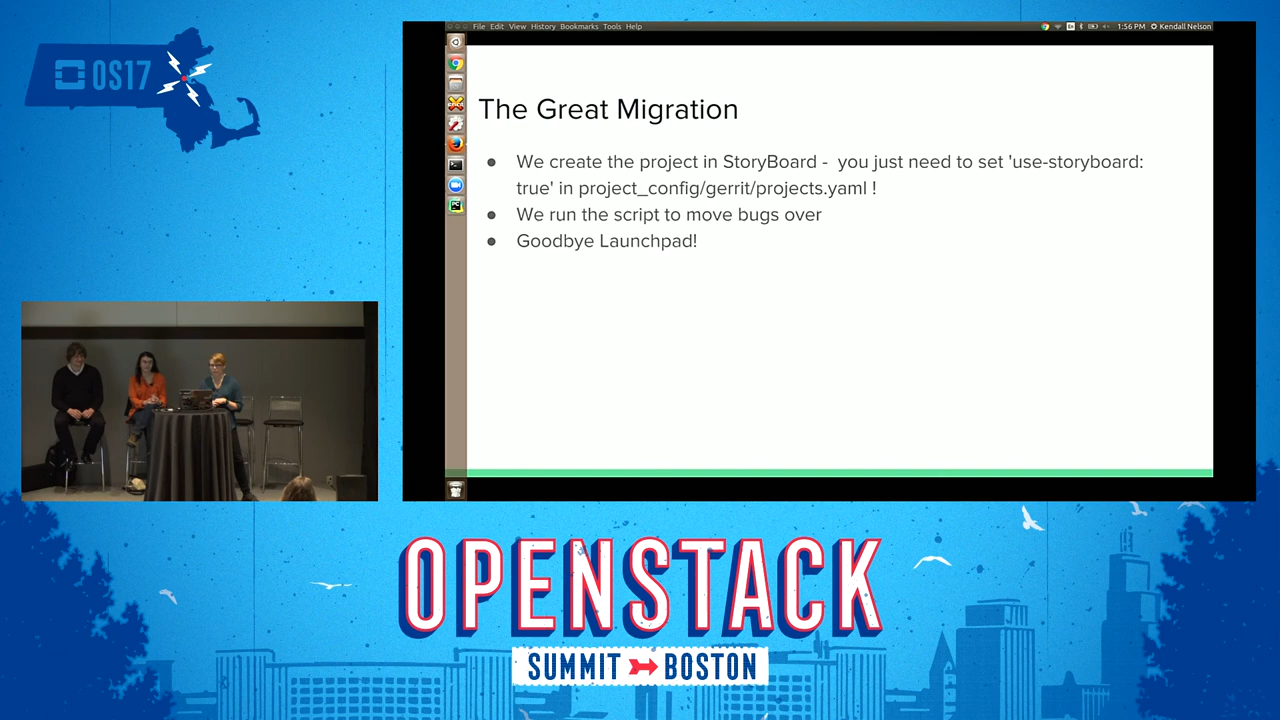 OS17
File Edit View History Bookmarks Tools Help
1:56 PM Kendall Nelson
The Great Migration
● We create the project in StoryBoard - you just need to set 'use-storyboard:
true' in project_config/gerrit/projects.yaml !
● We run the script to move bugs over
● Goodbye Launchpad!
OPENSTACK
SUMMIT BOSTON